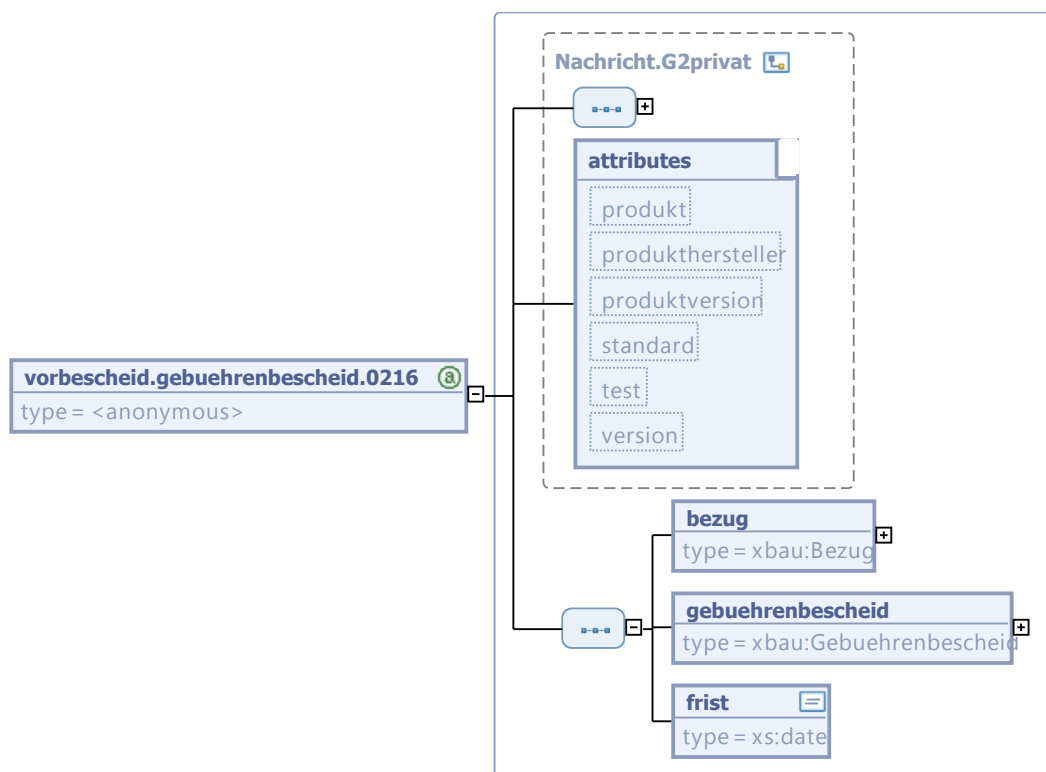 Nachricht.G2privat
attributes
produkt
produkthersteller
produktversion
standard
test
version
vorbescheid.gebuehrenbescheid.0216 a
type = <anonymous>
bezug
type = xbau:Bezug
gebuehrenbescheid
type = xbau:Gebuehrenbescheid
frist
type = xs:date